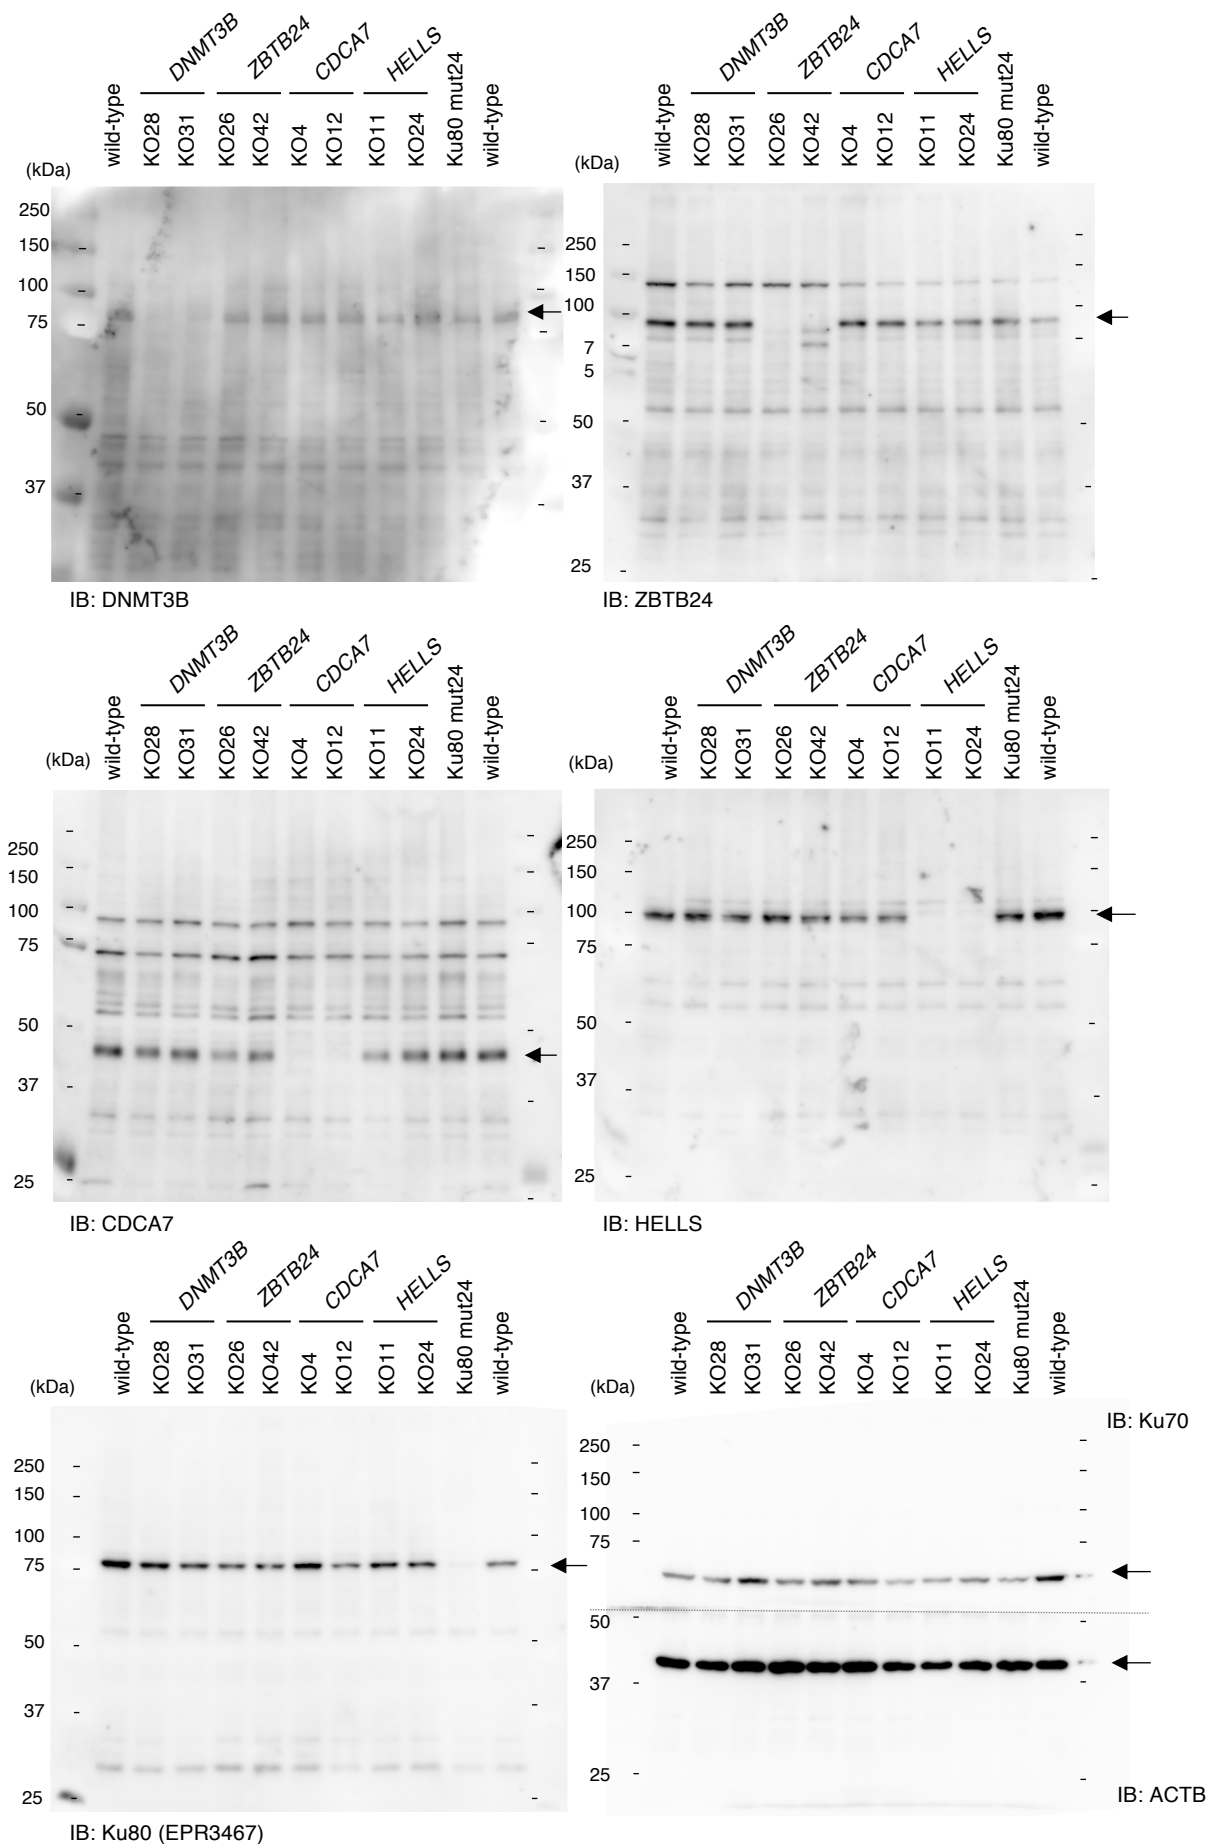 DNMT3B ZBTB24 CDCA7 HELLS
wild-type KO28 KO31 KO26 KO42 KO4 KO12 KO11 KO24 Ku80 mut24 wild-type
(kDa)
250
150
100
75
50
37
IB: DNMT3B
DNMT3B ZBTB24 CDCA7 HELLS
wild-type KO28 KO31 KO26 KO42 KO4 KO12 KO11 KO24 Ku80 mut24 wild-type
(kDa)
250
150
100
7
5
50
37
25
IB: ZBTB24
DNMT3B ZBTB24 CDCA7 HELLS
wild-type KO28 KO31 KO26 KO42 KO4 KO12 KO11 KO24 Ku80 mut24 wild-type
(kDa)
250
150
100
75
50
37
25
IB: CDCA7
DNMT3B ZBTB24 CDCA7 HELLS
wild-type KO28 KO31 KO26 KO42 KO4 KO12 KO11 KO24 Ku80 mut24 wild-type
(kDa)
250
150
100
75
50
37
25
IB: HELLS
DNMT3B ZBTB24 CDCA7 HELLS
wild-type KO28 KO31 KO26 KO42 KO4 KO12 KO11 KO24 Ku80 mut24 wild-type
(kDa)
250
150
100
75
50
37
25
IB: Ku80 (EPR3467)
DNMT3B ZBTB24 CDCA7 HELLS
wild-type KO28 KO31 KO26 KO42 KO4 KO12 KO11 KO24 Ku80 mut24 wild-type
(kDa)
IB: Ku70
250
150
100
75
50
37
25
IB: ACTB